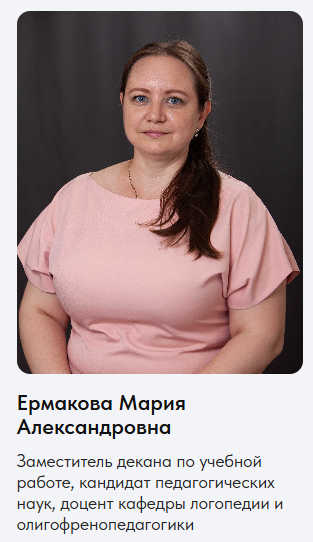 Ермакова Мария
Александровна
Заместитель декана по учебной
работе, кандидат педагогических
наук, доцент кафедры логопедии и
олигофренопедагогики